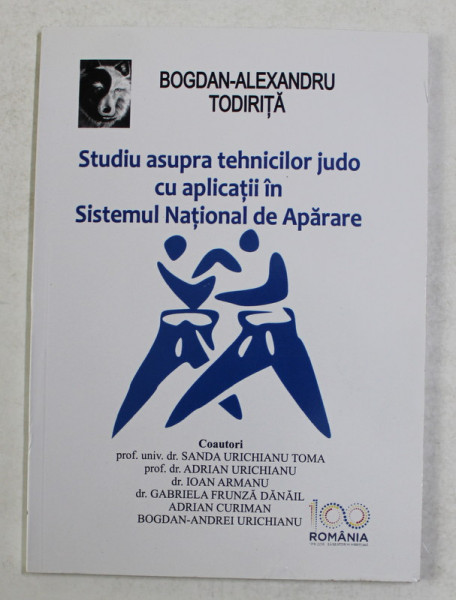 BOGDAN-ALEXANDRU
TODIRIȚĂ
Studiu asupra tehnicilor judo
cu aplicații în
Sistemul Național de Apărare
Coautori
prof. univ. dr. SANDA URICHIANU TOMA
prof. dr. ADRIAN URICHIANU
dr. IOAN ARMANU
dr. GABRIELA FRUNZĂ DĂNĂIL
ADRIAN CURIMAN
BOGDAN-ANDREI URICHIANU
100
ROMÂNIA